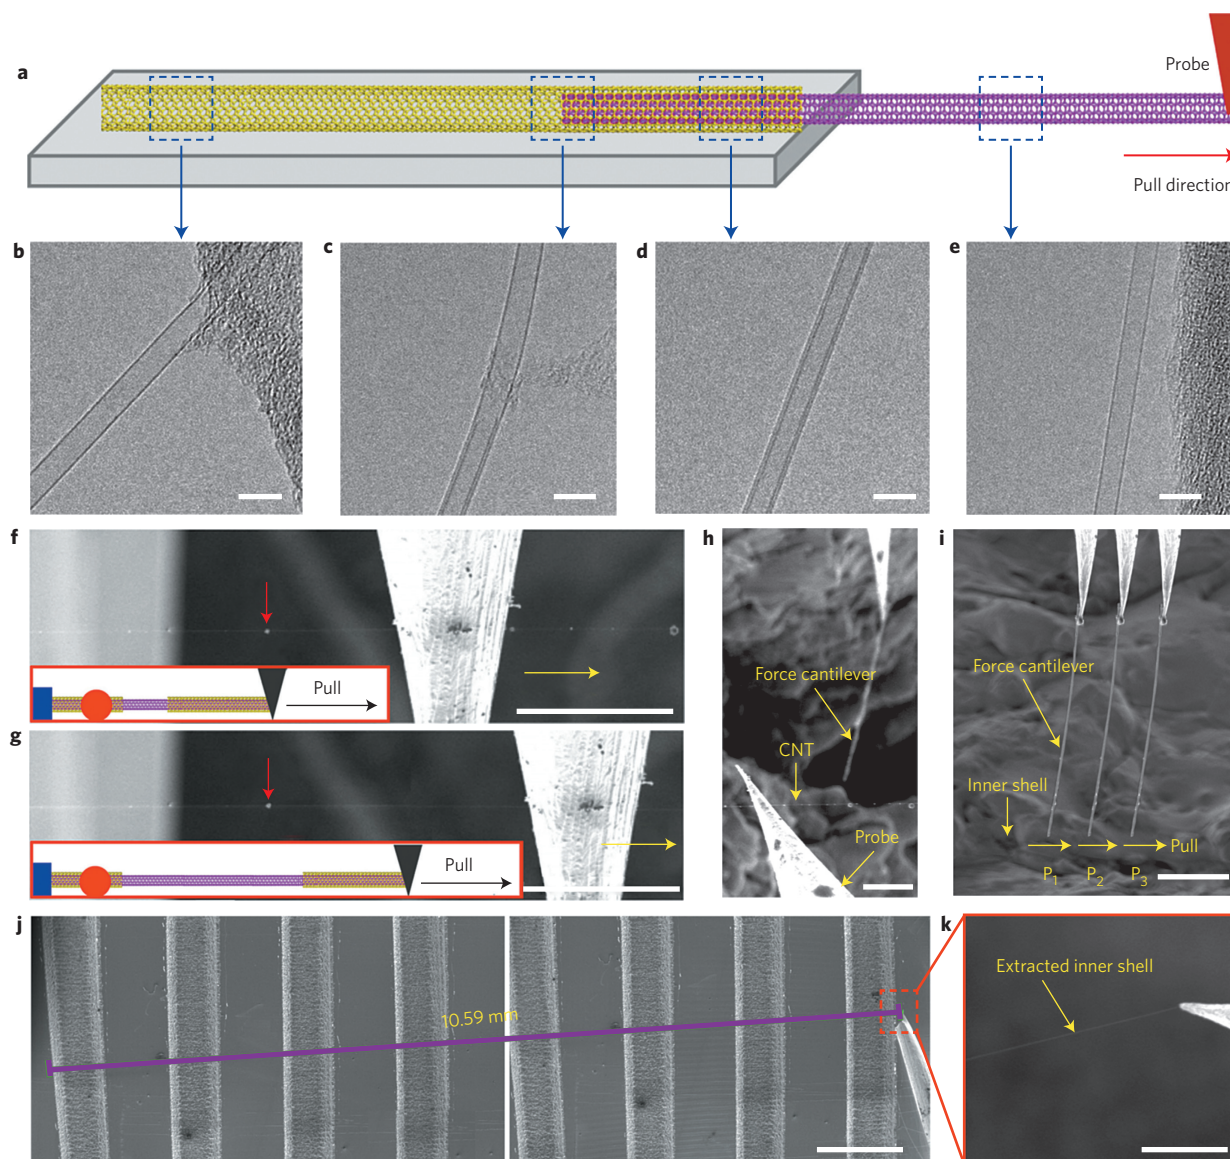 a
Probe
Pull direction
b
c
d
e
f
Pull
g
Pull
h
Force cantilever
CNT
Probe
i
Force cantilever
Inner shell
Pull
P1 P2 P3
j
10.59 mm
k
Extracted inner shell